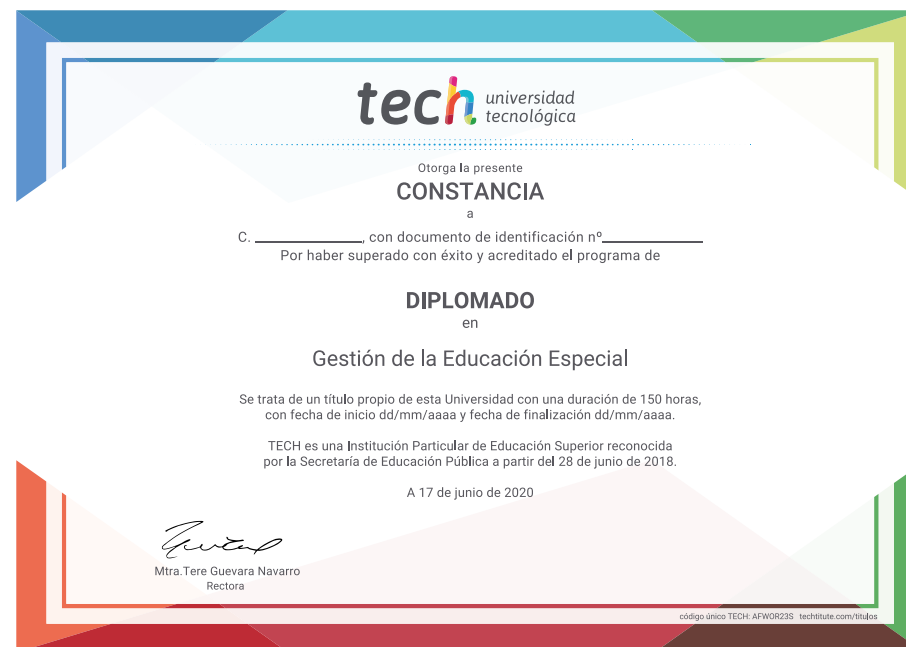 tech universidad
tecnológica
Otorga la presente
CONSTANCIA
a
C. ____________, con documento de identificación nº____________
Por haber superado con éxito y acreditado el programa de
DIPLOMADO
en
Gestión de la Educación Especial
Se trata de un título propio de esta Universidad con una duración de 150 horas,
con fecha de inicio dd/mm/aaaa y fecha de finalización dd/mm/aaaa.
TECH es una Institución Particular de Educación Superior reconocida
por la Secretaría de Educación Pública a partir del 28 de junio de 2018.
A 17 de junio de 2020
Mtra.Tere Guevara Navarro
Rectora
código único TECH: AFWOR23S techtitute.com/titulos